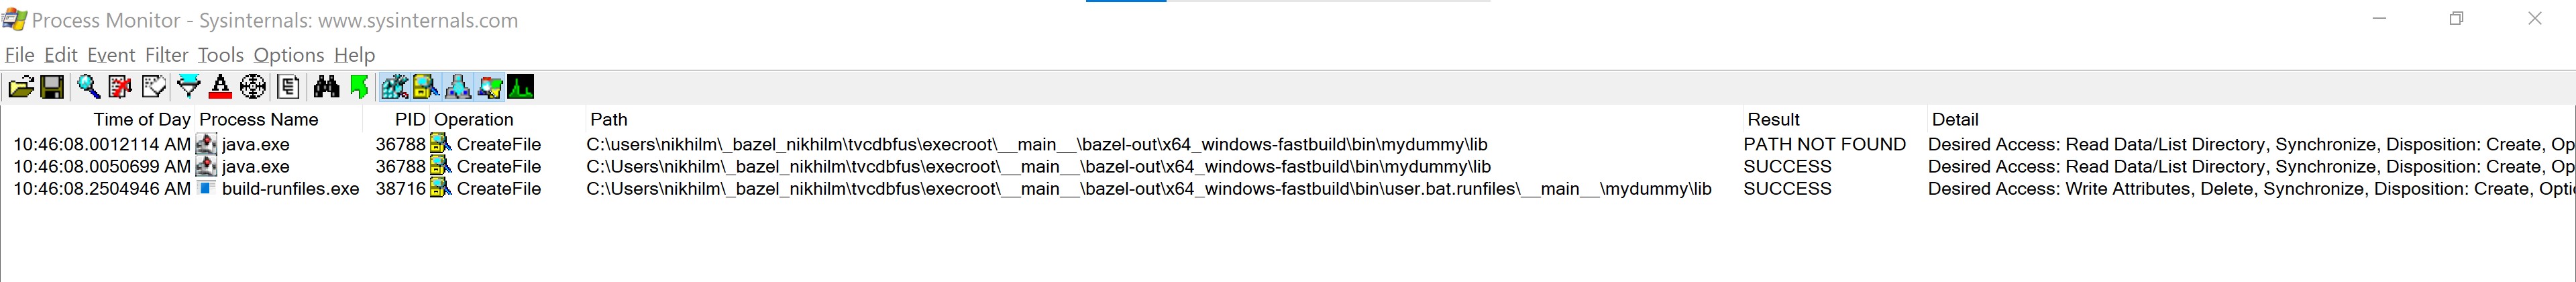 Process Monitor - Sysinternals: www.sysinternals.com
File Edit Event Filter Tools Options Help
Time of Day Process Name PID Operation Path Result Detail
10:46:08.0012114 AM java.exe 36788 CreateFile C:\users\nikhilm\_bazel_nikhilm\tvcdbfus\execroot\__main__\bazel-out\x64_windows-fastbuild\bin\mydummy\lib PATH NOT FOUND Desired Access: Read Data/List Directory, Synchronize, Disposition: Create, Op
10:46:08.0050699 AM java.exe 36788 CreateFile C:\Users\nikhilm\_bazel_nikhilm\tvcdbfus\execroot\__main__\bazel-out\x64_windows-fastbuild\bin\mydummy\lib SUCCESS Desired Access: Read Data/List Directory, Synchronize, Disposition: Create, Op
10:46:08.2504946 AM build-runfiles.exe 38716 CreateFile C:\Users\nikhilm\_bazel_nikhilm\tvcdbfus\execroot\__main__\bazel-out\x64_windows-fastbuild\bin\user.bat.runfiles\__main__\mydummy\lib SUCCESS Desired Access: Write Attributes, Delete, Synchronize, Disposition: Create, Opti